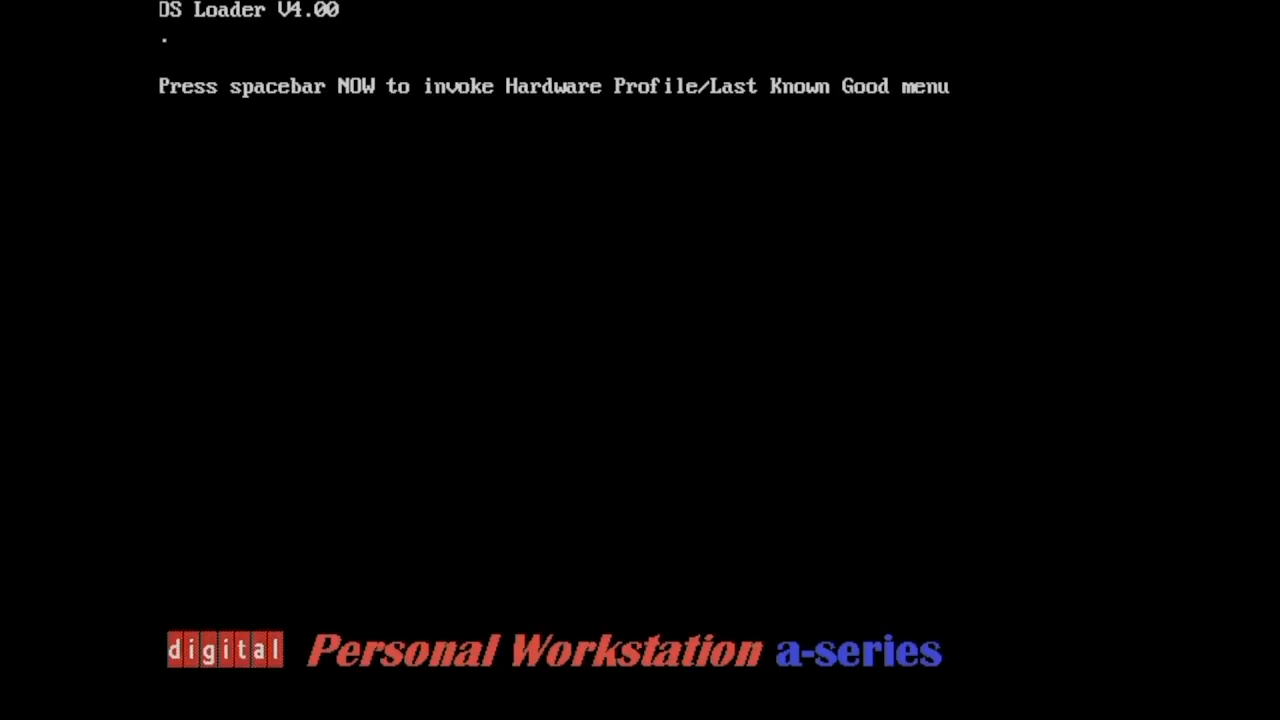 OS Loader V4.00
.
Press spacebar NOW to invoke Hardware Profile/Last Known Good menu
digital Personal Workstation a-series